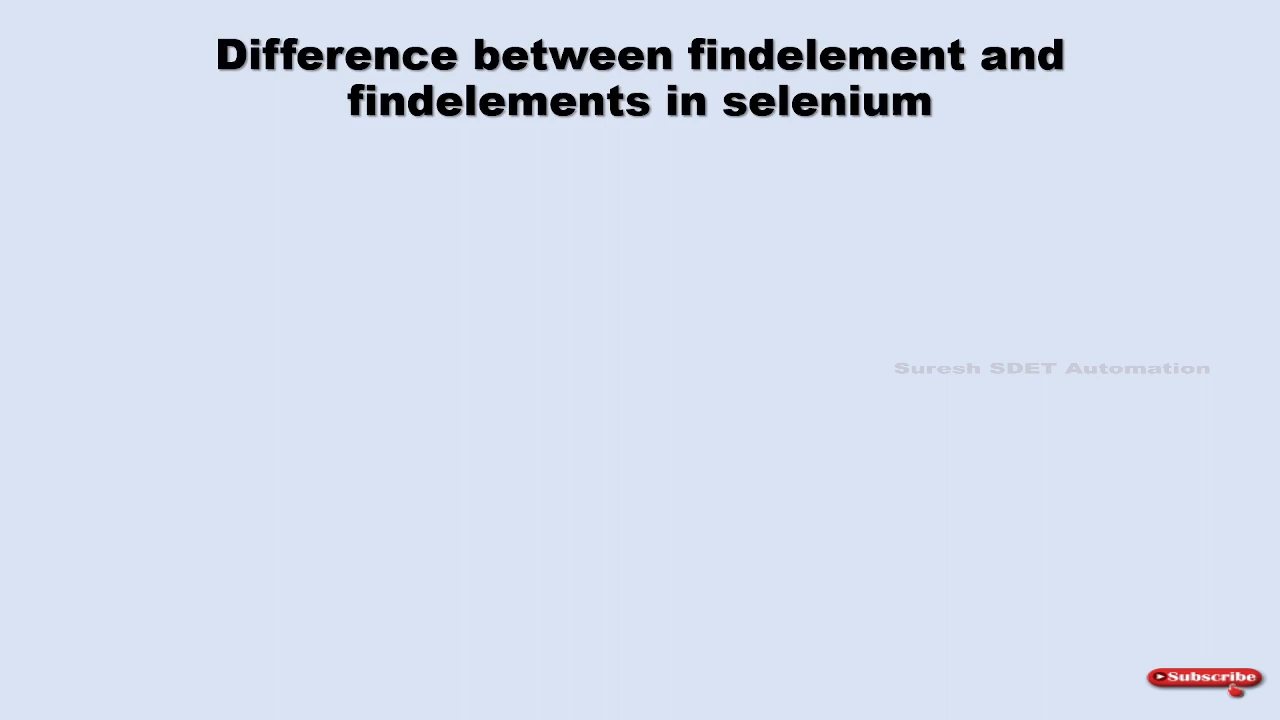 Difference between findelement and
findelements in selenium
Suresh SDET Automation
Subscribe